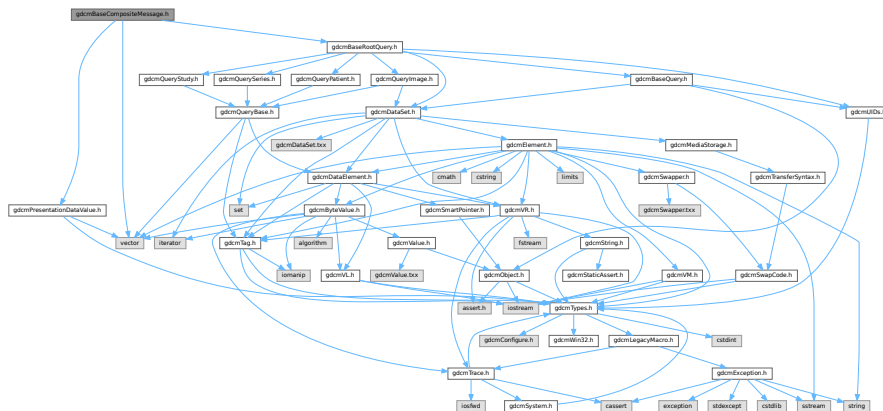 gdcmBaseCompositeMessage.h
gdcmBaseRootQuery.h
gdcmQueryStudy.h
gdcmQuerySeries.h
gdcmQueryPatient.h
gdcmQueryImage.h
gdcmBaseQuery.h
gdcmQueryBase.h
gdcmDataSet.h
gdcmUIDs.h
gdcmDataSet.txx
gdcmElement.h
gdcmMediaStorage.h
gdcmDataElement.h
cmath
cstring
limits
gdcmSwapper.h
gdcmTransferSyntax.h
gdcmPresentationDataValue.h
set
gdcmByteValue.h
gdcmSmartPointer.h
gdcmVR.h
gdcmSwapper.txx
vector
iterator
gdcmTag.h
algorithm
gdcmValue.h
fstream
gdcmString.h
iomanip
gdcmVL.h
gdcmValue.txx
gdcmObject.h
gdcmStaticAssert.h
gdcmVM.h
gdcmSwapCode.h
assert.h
iostream
gdcmTypes.h
gdcmConfigure.h
gdcmWin32.h
gdcmLegacyMacro.h
cstdint
gdcmTrace.h
gdcmException.h
iosfwd
gdcmSystem.h
cassert
exception
stdexcept
cstdlib
sstream
string